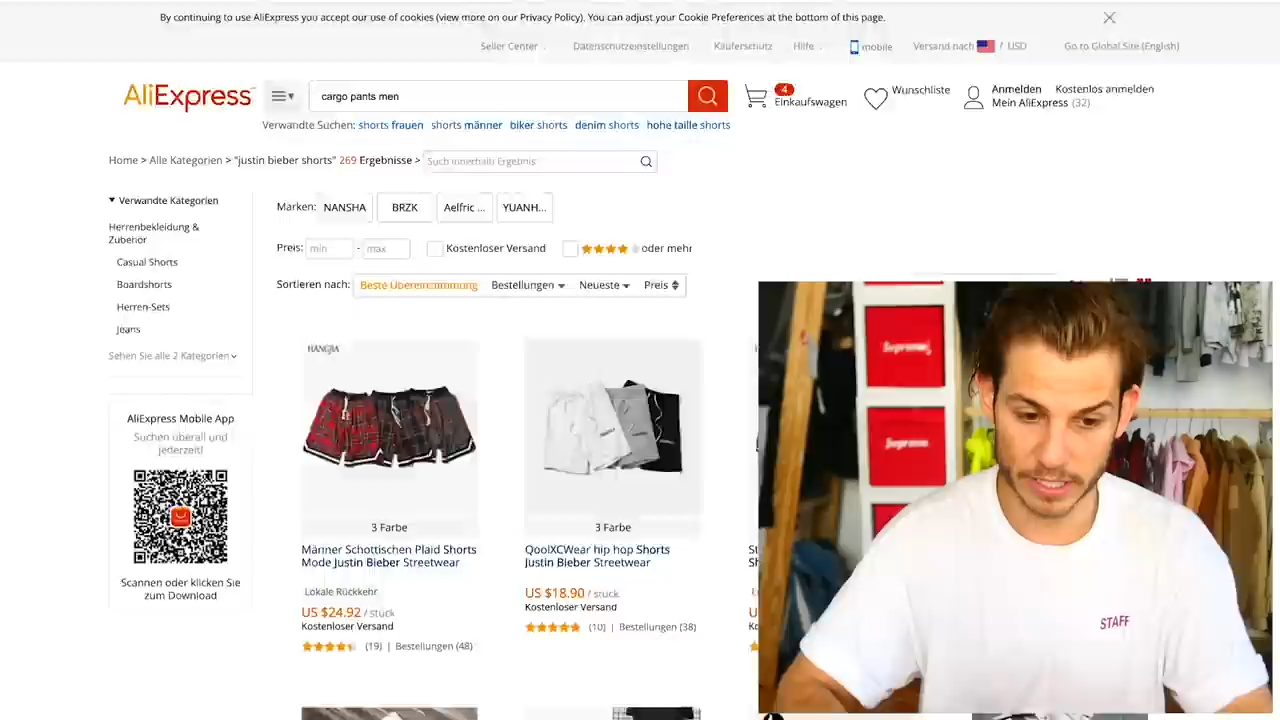 By continuing to use AliExpress you accept our use of cookies (view more on our Privacy Policy). You can adjust your Cookie Preferences at the bottom of this page.
Seller Center Datenschutzeinstellungen Käuferschutz Hilfe mobile Versand nach / USD Go to Global Site (English)
AliExpress
cargo pants men
4
Einkaufswagen
Wunschliste
Anmelden Kostenlos anmelden
Mein AliExpress (32)
Verwandte Suchen: shorts frauen shorts männer biker shorts denim shorts hohe taille shorts
Home > Alle Kategorien > "justin bieber shorts" 269 Ergebnisse >
Such innerhalb Ergebnis
Verwandte Kategorien
Herrenbekleidung &
Zubehör
Casual Shorts
Boardshorts
Herren-Sets
Jeans
Sehen Sie alle 2 Kategorien
Marken: NANSHA BRZK Aelfric ... YUANH...
Preis: min - max Kostenloser Versand oder mehr
Sortieren nach: Beste Übereinstimmung Bestellungen Neueste Preis
AliExpress Mobile App
Suchen überall und
jederzeit!
Scannen oder klicken Sie
zum Download
HANGJIA
3 Farbe
Männer Schottischen Plaid Shorts
Mode Justin Bieber Streetwear
Lokale Rückkehr
US $24.92 / stück
Kostenloser Versand
(19) | Bestellungen (48)
3 Farbe
QoolXCWear hip hop Shorts
Justin Bieber Streetwear
US $18.90 / stück
Kostenloser Versand
(10) | Bestellungen (38)
Supreme
Supreme
STAFF